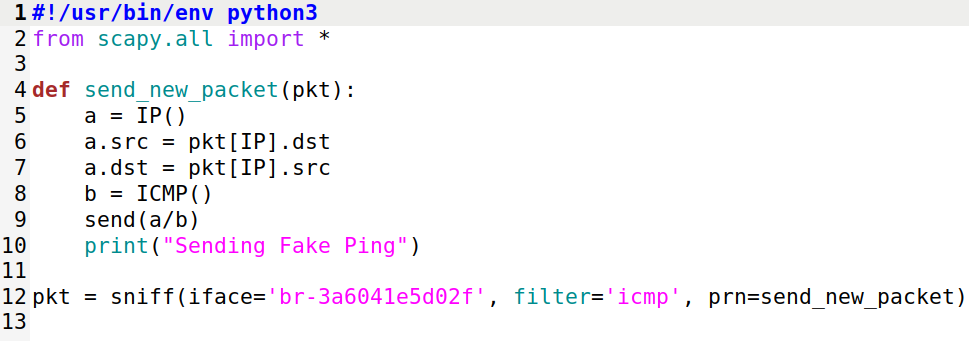 1 #!/usr/bin/env python3
2 from scapy.all import *
3
4 def send_new_packet(pkt):
5     a = IP()
6     a.src = pkt[IP].dst
7     a.dst = pkt[IP].src
8     b = ICMP()
9     send(a/b)
10     print("Sending Fake Ping")
11
12 pkt = sniff(iface='br-3a6041e5d02f', filter='icmp', prn=send_new_packet)
13